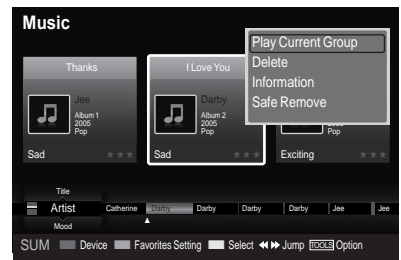 Music
Play Current Group
Delete
Information
Safe Remove
Thanks
I Love You
Jee
Album 1
2005
Pop
Darby
Album 2
2005
Pop
Pop
Sad
Sad
Exciting
Title
Artist
Catherine
Darby
Darby
Darby
Darby
Jee
Jee
Mood
SUM
Device
Favorites Setting
Select
Jump
TOOLS Option